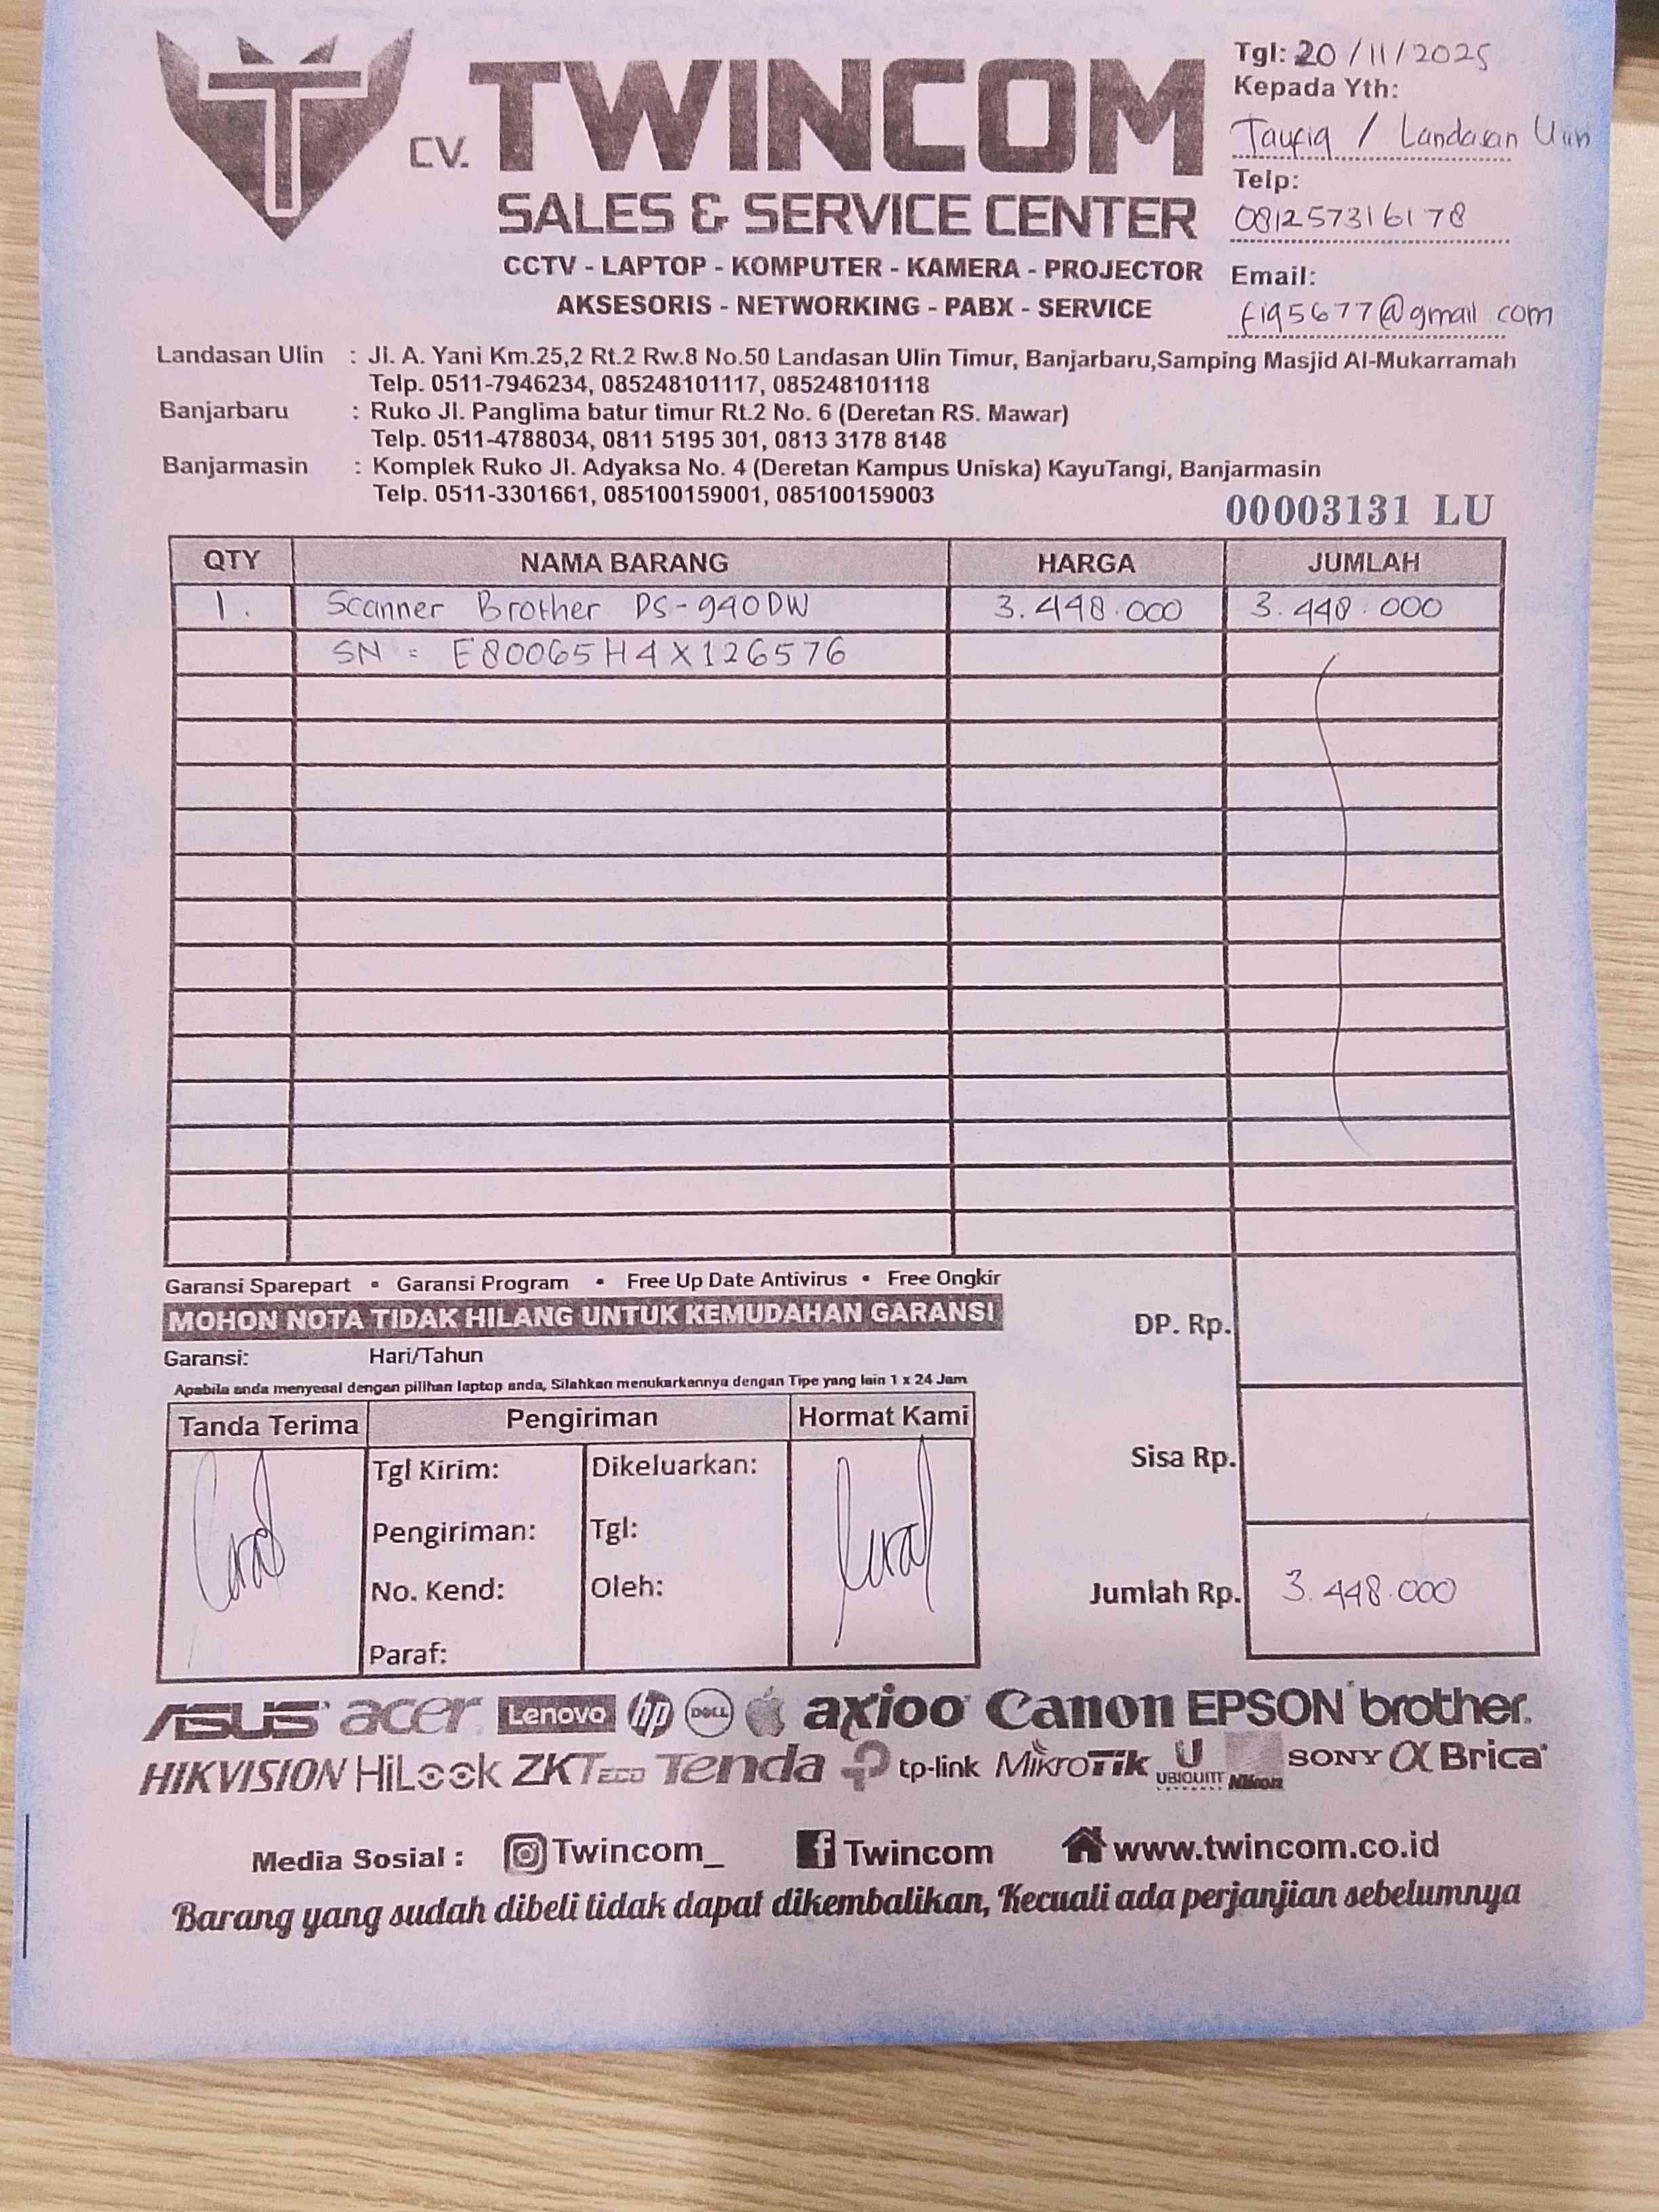 T
CV. TWINCOM
SALES & SERVICE CENTER
CCTV - LAPTOP - KOMPUTER - KAMERA - PROJECTOR
AKSESORIS - NETWORKING - PABX - SERVICE
Tgl: 20/11/2025
Kepada Yth:
Taufiq / Landasan Ulin
Telp:
081257316178
Email:
fiq5677@gmail com
Landasan Ulin : Jl. A. Yani Km.25,2 Rt.2 Rw.8 No.50 Landasan Ulin Timur, Banjarbaru,Samping Masjid Al-Mukarramah
Telp. 0511-7946234, 085248101117, 085248101118
Banjarbaru : Ruko Jl. Panglima batur timur Rt.2 No. 6 (Deretan RS. Mawar)
Telp. 0511-4788034, 0811 5195 301, 0813 3178 8148
Banjarmasin : Komplek Ruko Jl. Adyaksa No. 4 (Deretan Kampus Uniska) KayuTangi, Banjarmasin
Telp. 0511-3301661, 085100159001, 085100159003
00003131 LU
QTY NAMA BARANG HARGA JUMLAH
1. Scanner Brother DS-940DW 3.448.000 3.448.000
SN : E80065H4X126576
Garansi Sparepart • Garansi Program • Free Up Date Antivirus • Free Ongkir
MOHON NOTA TIDAK HILANG UNTUK KEMUDAHAN GARANSI
Garansi: Hari/Tahun
Apabila anda menyesal dengan pilihan laptop anda, Silahkan menukarkannya dengan Tipe yang lain 1 x 24 Jam
Tanda Terima Pengiriman Hormat Kami
Tgl Kirim: Dikeluarkan:
Pengiriman: Tgl:
No. Kend: Oleh:
Paraf:
DP. Rp.
Sisa Rp.
Jumlah Rp. 3.448.000
ASUS acer Lenovo hp DELL axioo Canon EPSON brother.
HIKVISION HiLook ZKTECO Tenda tp-link MikroTik U UBIQUITI Nikon SONY α Brica
Media Sosial : Twincom_ f Twincom www.twincom.co.id
Barang yang sudah dibeli tidak dapat dikembalikan, Kecuali ada perjanjian sebelumnya